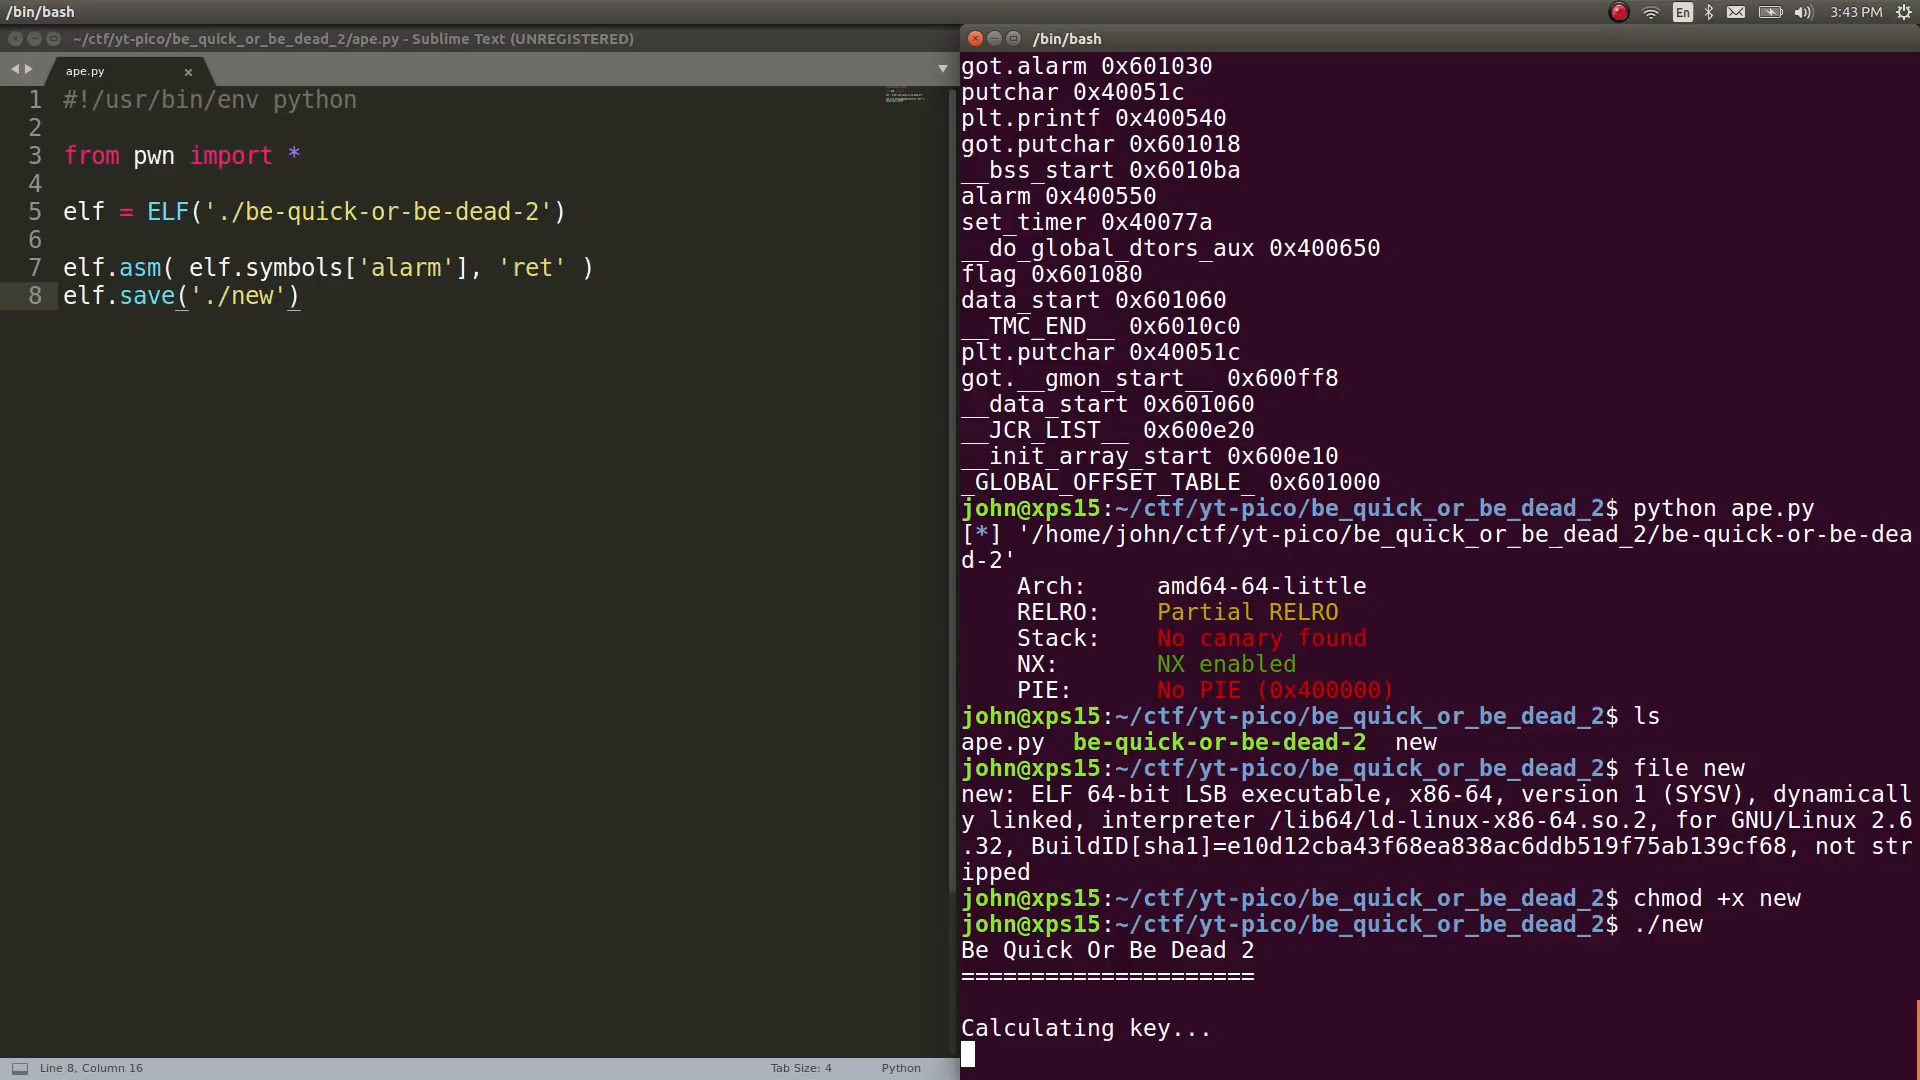 /bin/bash
En
3:43 PM
~/ctf/yt-pico/be_quick_or_be_dead_2/ape.py - Sublime Text (UNREGISTERED)
ape.py
1 #!/usr/bin/env python
2
3 from pwn import *
4
5 elf = ELF('./be-quick-or-be-dead-2')
6
7 elf.asm( elf.symbols['alarm'], 'ret' )
8 elf.save('./new')
Line 8, Column 16
Tab Size: 4
Python
/bin/bash
got.alarm 0x601030
putchar 0x40051c
plt.printf 0x400540
got.putchar 0x601018
__bss_start 0x6010ba
alarm 0x400550
set_timer 0x40077a
__do_global_dtors_aux 0x400650
flag 0x601080
data_start 0x601060
__TMC_END__ 0x6010c0
plt.putchar 0x40051c
got.__gmon_start__ 0x600ff8
__data_start 0x601060
__JCR_LIST__ 0x600e20
__init_array_start 0x600e10
_GLOBAL_OFFSET_TABLE_ 0x601000
john@xps15:~/ctf/yt-pico/be_quick_or_be_dead_2$ python ape.py
[*] '/home/john/ctf/yt-pico/be_quick_or_be_dead_2/be-quick-or-be-dea
d-2'
Arch: amd64-64-little
RELRO: Partial RELRO
Stack: No canary found
NX: NX enabled
PIE: No PIE (0x400000)
john@xps15:~/ctf/yt-pico/be_quick_or_be_dead_2$ ls
ape.py be-quick-or-be-dead-2 new
john@xps15:~/ctf/yt-pico/be_quick_or_be_dead_2$ file new
new: ELF 64-bit LSB executable, x86-64, version 1 (SYSV), dynamicall
y linked, interpreter /lib64/ld-linux-x86-64.so.2, for GNU/Linux 2.6
.32, BuildID[sha1]=e10d12cba43f68ea838ac6ddb519f75ab139cf68, not str
ipped
john@xps15:~/ctf/yt-pico/be_quick_or_be_dead_2$ chmod +x new
john@xps15:~/ctf/yt-pico/be_quick_or_be_dead_2$ ./new
Be Quick Or Be Dead 2
=====================
Calculating key...